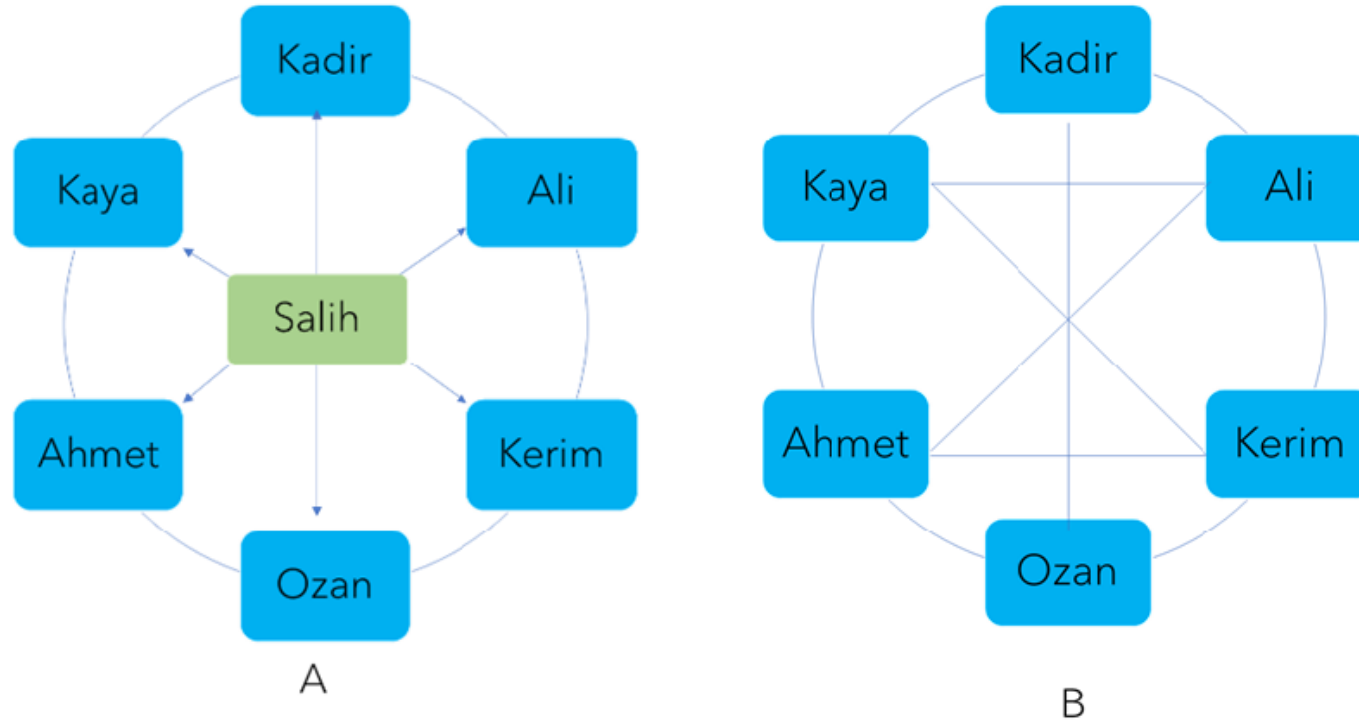 Kadir
Kaya
Ali
Salih
Ahmet
Kerim
Ozan
A
Kadir
Kaya
Ali
Ahmet
Kerim
Ozan
B